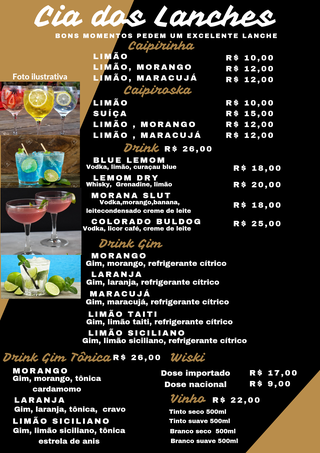 Cia dos Lanches
BONS MOMENTOS PEDEM UM EXCELENTE LANCHE
Foto ilustrativa
Caipirinha
LIMÃO R$ 10,00
LIMÃO, MORANGO R$ 12,00
LIMÃO, MARACUJÁ R$ 12,00
Caipiroska
LIMÃO R$ 10,00
SUÍÇA R$ 15,00
LIMÃO , MORANGO R$ 12,00
LIMÃO , MARACUJÁ R$ 12,00
Drink R$ 26,00
BLUE LEMOM
Vodka, limão, curaçau blue R$ 18,00
LEMOM DRY
Whisky, Grenadine, limão R$ 20,00
MORANA SLUT
Vodka,morango,banana, R$ 18,00
leitecondensado creme de leite
COLORADO BULDOG R$ 25,00
Vodka, licor café, creme de leite
Drink Gim
MORANGO
Gim, morango, refrigerante cítrico
LARANJA
Gim, laranja, refrigerante cítrico
MARACUJÁ
Gim, maracujá, refrigerante cítrico
LIMÃO TAITI
Gim, limão taiti, refrigerante cítrico
LIMÃO SICILIANO
Gim, limão siciliano, refrigerante cítrico
Drink Gim Tônica R$ 26,00
MORANGO
Gim, morango, tônica
cardamomo
LARANJA
Gim, laranja, tônica, cravo
LIMÃO SICILIANO
Gim, limão siciliano, tônica
estrela de anis
Wiski
Dose importado R$ 17,00
Dose nacional R$ 9,00
Vinho R$ 22,00
Tinto seco 500ml
Tinto suave 500ml
Branco seco 500ml
Branco suave 500ml